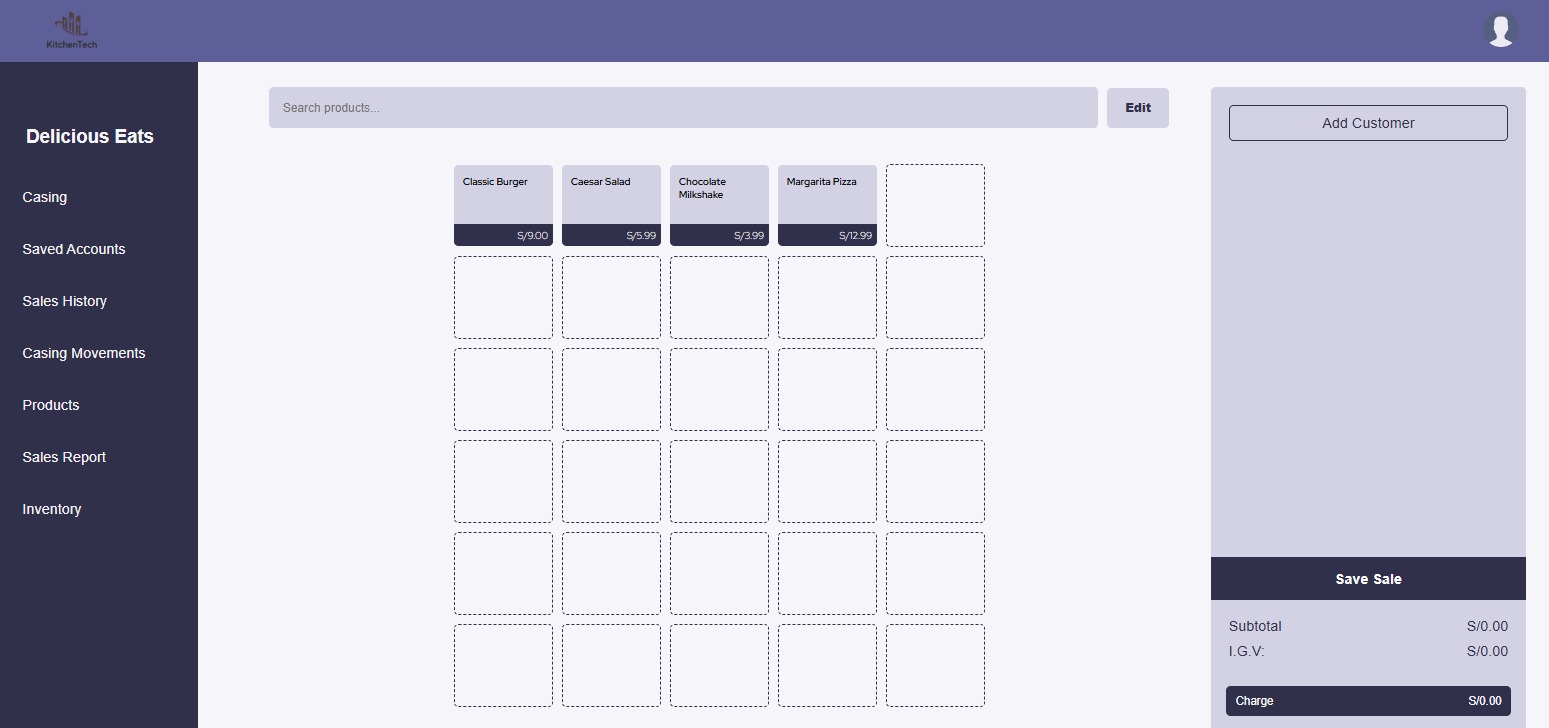 KitchenTech
Delicious Eats
Casing
Saved Accounts
Sales History
Casing Movements
Products
Sales Report
Inventory
Search products...
Edit
Classic Burger
S/9.00
Caesar Salad
S/5.99
Chocolate
Milkshake
S/3.99
Margarita Pizza
S/12.99
Add Customer
Save Sale
Subtotal S/0.00
I.G.V: S/0.00
Charge S/0.00